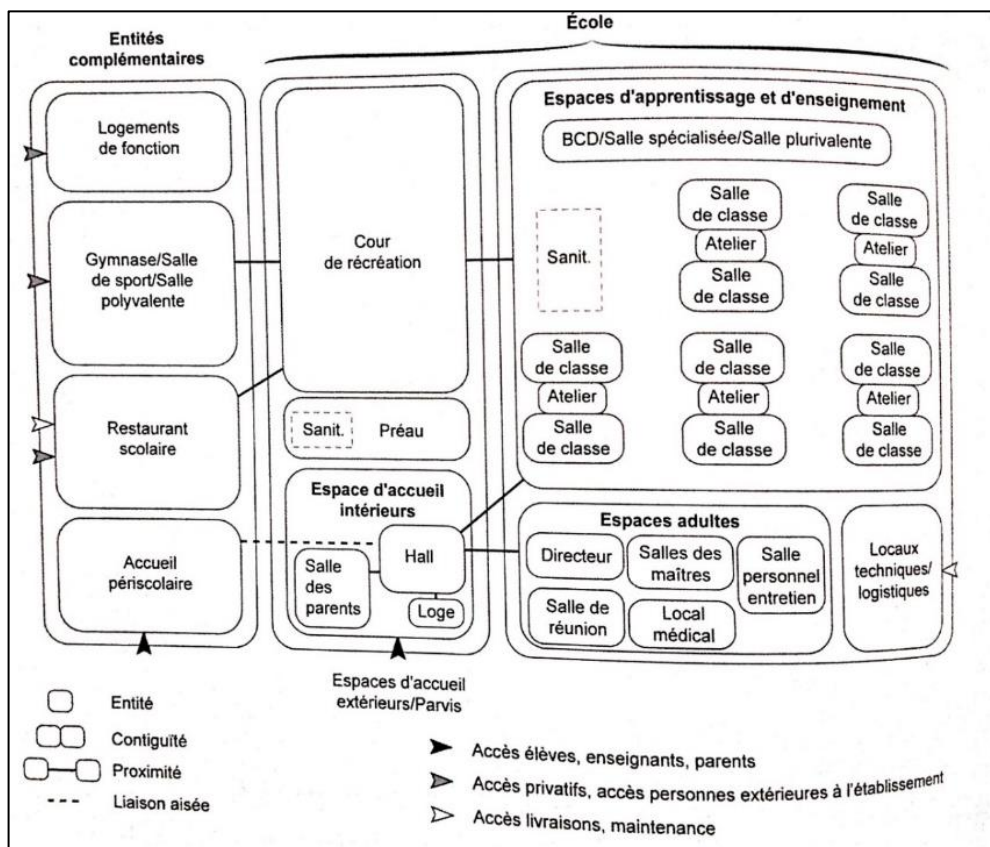 École
Entités
complémentaires
Logements
de fonction
Gymnase/Salle
de sport/Salle
polyvalente
Restaurant
scolaire
Accueil
périscolaire
Cour
de récréation
Sanit.
Préau
Espace d'accueil
intérieurs
Hall
Salle
des
parents
Loge
Espaces d'accueil
extérieurs/Parvis
Espaces d'apprentissage et d'enseignement
BCD/Salle spécialisée/Salle plurivalente
Sanit.
Salle
de classe
Atelier
Salle
de classe
Salle
de classe
Atelier
Salle
de classe
Salle
de classe
Atelier
Salle
de classe
Salle
de classe
Atelier
Salle
de classe
Salle
de classe
Atelier
Salle
de classe
Espaces adultes
Directeur
Salles des
maîtres
Salle
personnel
entretien
Salle de
réunion
Local
médical
Locaux
techniques/
logistiques
Entité
Contiguïté
Proximité
Liaison aisée
Accès élèves, enseignants, parents
Accès privatifs, accès personnes extérieures à l'établissement
Accès livraisons, maintenance